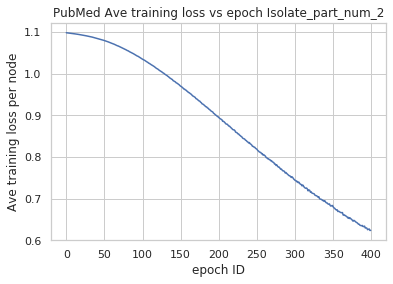 PubMed Ave training loss vs epoch Isolate_part_num_2
Ave training loss per node
1.1
1.0
0.9
0.8
0.7
0.6
0 50 100 150 200 250 300 350 400
epoch ID